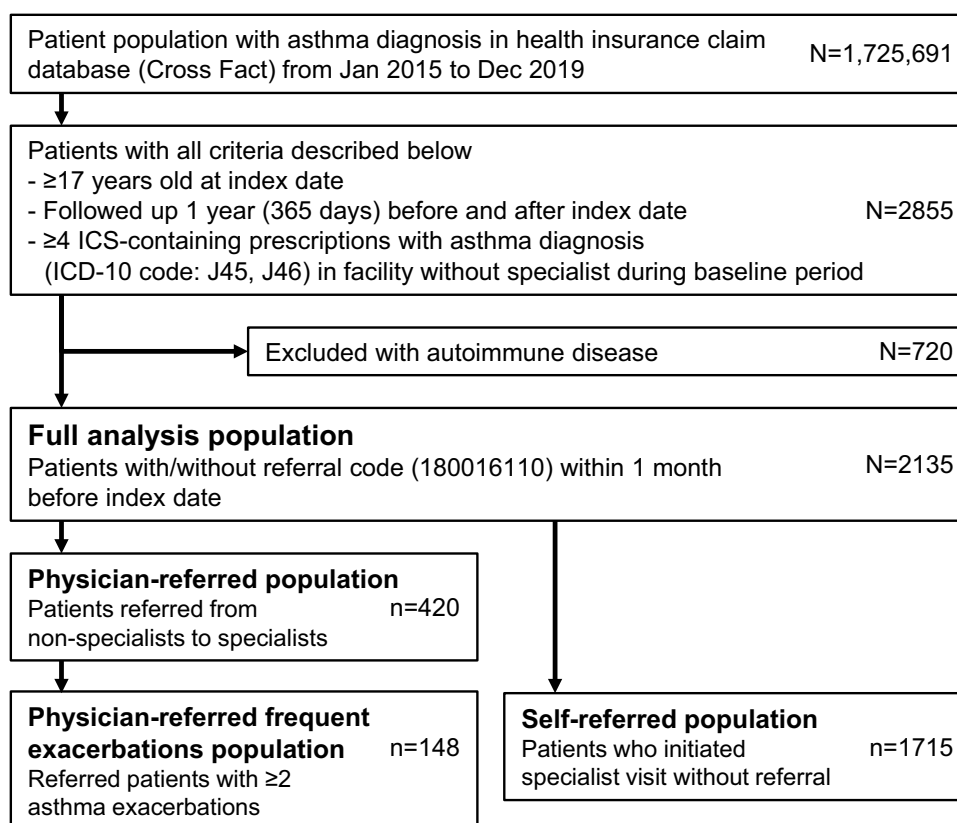 Patient population with asthma diagnosis in health insurance claim
database (Cross Fact) from Jan 2015 to Dec 2019
N=1,725,691
Patients with all criteria described below
- ≥17 years old at index date
- Followed up 1 year (365 days) before and after index date
- ≥4 ICS-containing prescriptions with asthma diagnosis
(ICD-10 code: J45, J46) in facility without specialist during baseline period
N=2855
Excluded with autoimmune disease
N=720
Full analysis population
Patients with/without referral code (180016110) within 1 month
before index date
N=2135
Physician-referred population
Patients referred from
non-specialists to specialists
n=420
Physician-referred frequent
exacerbations population
Referred patients with ≥2
asthma exacerbations
n=148
Self-referred population
Patients who initiated
specialist visit without referral
n=1715